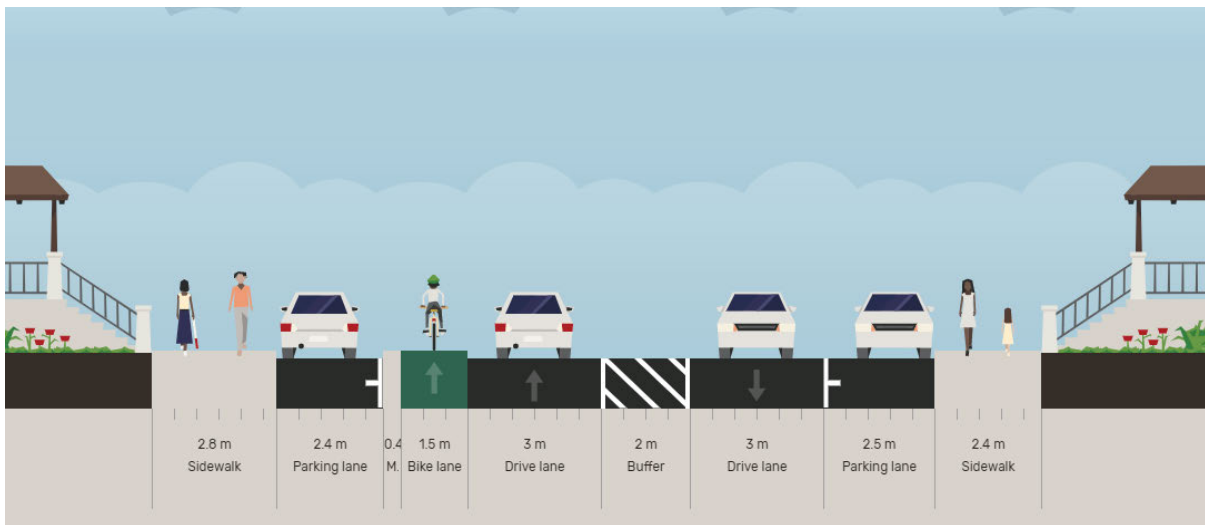 2.8 m
Sidewalk
2.4 m
Parking lane
0.4
M.
1.5 m
Bike lane
3 m
Drive lane
2 m
Buffer
3 m
Drive lane
2.5 m
Parking lane
2.4 m
Sidewalk